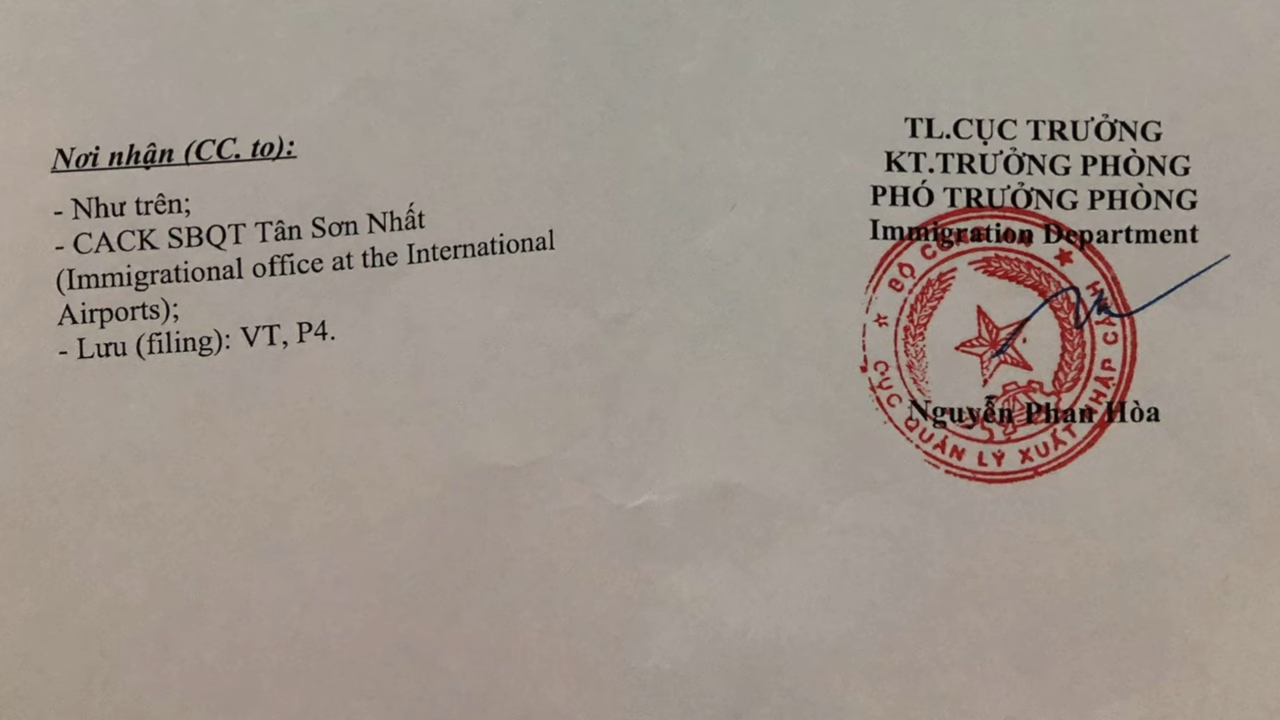 Nơi nhận (CC. to):
- Như trên;
- CACK SBQT Tân Sơn Nhất
(Immigrational office at the International
Airports);
- Lưu (filing): VT, P4.
TL.CỤC TRƯỞNG
KT.TRƯỞNG PHÒNG
PHÓ TRƯỞNG PHÒNG
Immigration Department
BỘ
CỤC QUẢN LÝ XUẤT NHẬP
Nguyễn Phan Hòa